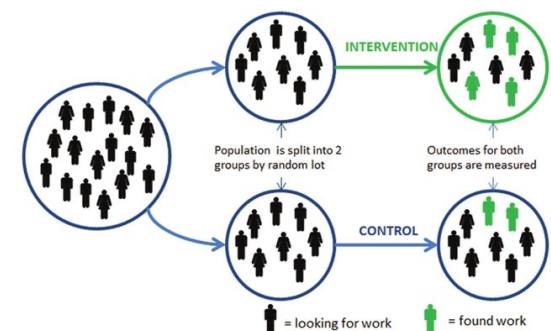 INTERVENTION
Population is split into 2
groups by random lot
Outcomes for both
groups are measured
CONTROL
= looking for work
= found work